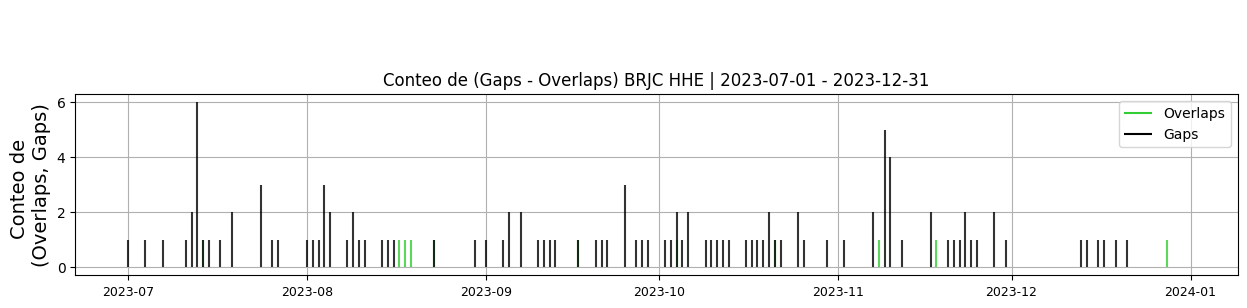 Conteo de (Gaps - Overlaps) BRJC HHE | 2023-07-01 - 2023-12-31
Conteo de
(Overlaps, Gaps)
6
4
2
0
Overlaps
Gaps
2023-07
2023-08
2023-09
2023-10
2023-11
2023-12
2024-01